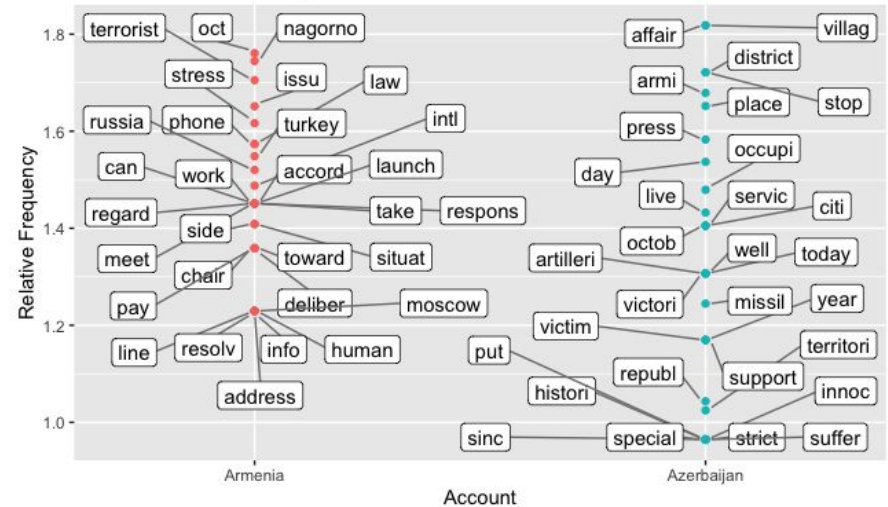 1.8
1.6
1.4
1.2
1.0
Relative Frequency
terrorist
oct
nagorno
stress
issu
law
russia
phone
turkey
intl
can
work
accord
launch
regard
take
respons
side
meet
toward
situat
chair
pay
deliber
moscow
line
resolv
info
human
address
affair
villag
district
armi
place
stop
press
occupi
day
live
servic
citi
octob
well
today
artilleri
victori
missil
year
victim
put
territori
republ
support
histori
innoc
sinc
special
strict
suffer
Armenia
Azerbaijan
Account